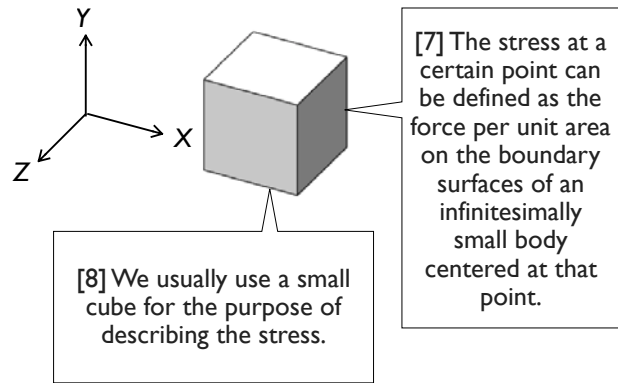 Y
X
Z
[7] The stress at a
certain point can
be defined as the
force per unit area
on the boundary
surfaces of an
infinitesimally
small body
centered at that
point.
[8] We usually use a small
cube for the purpose of
describing the stress.